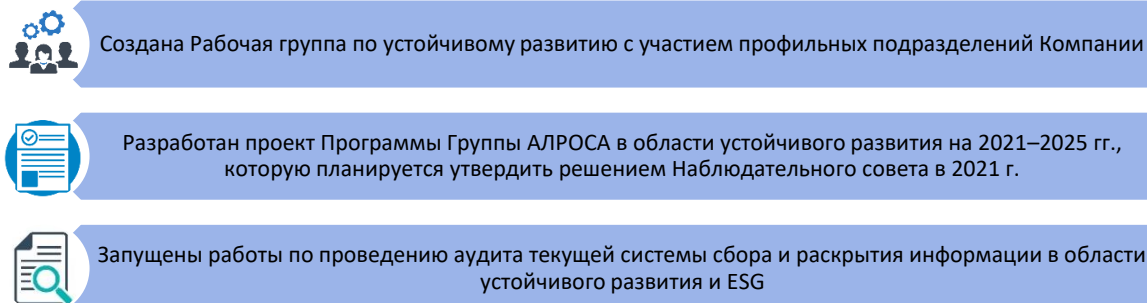 Создана Рабочая группа по устойчивому развитию с участием профильных подразделений Компании
Разработан проект Программы Группы АЛРОСА в области устойчивого развития на 2021–2025 гг.,
которую планируется утвердить решением Наблюдательного совета в 2021 г.
Запущены работы по проведению аудита текущей системы сбора и раскрытия информации в области
устойчивого развития и ESG